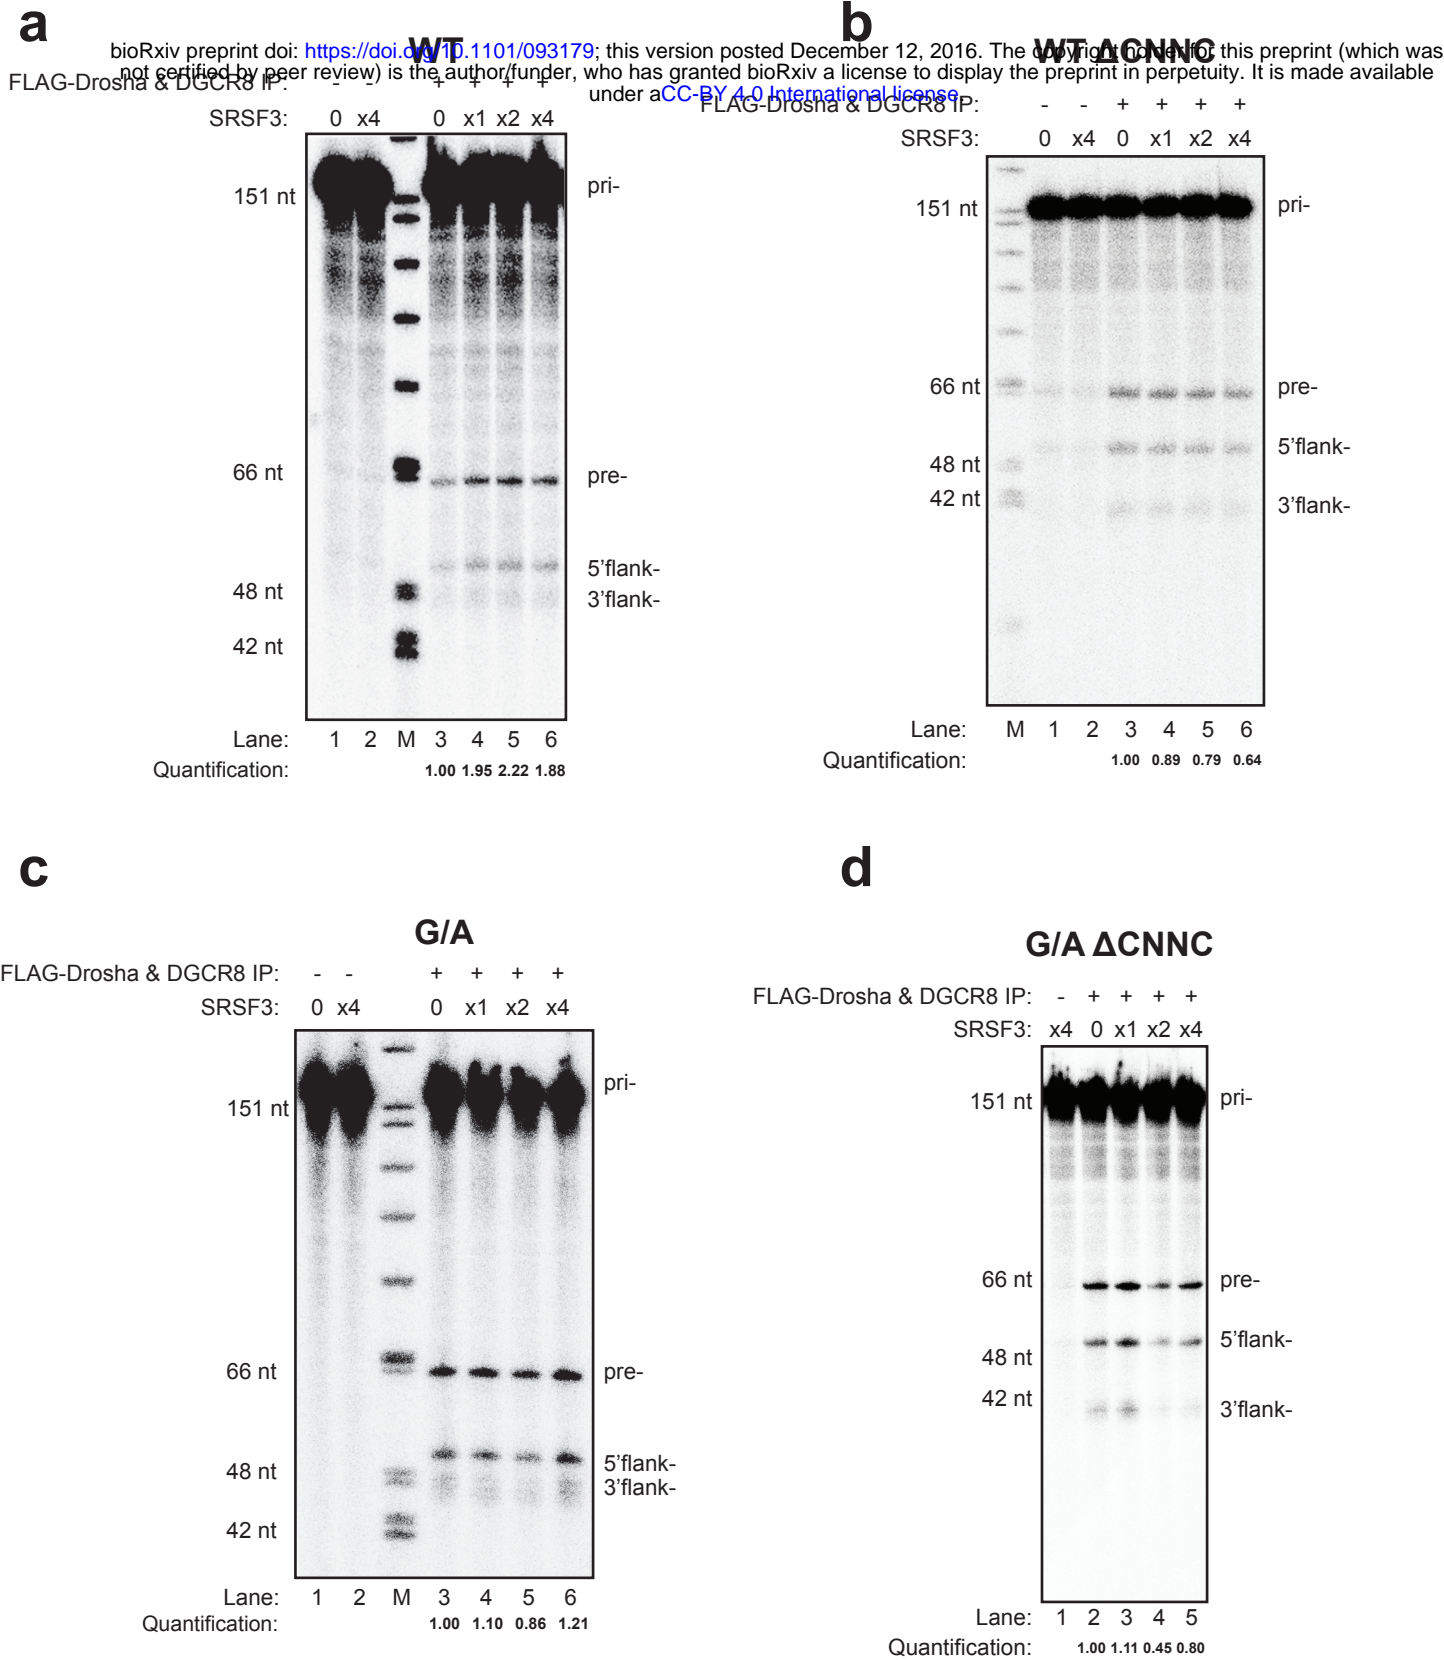 a
b
bioRxiv preprint doi: https://doi.org/10.1101/093179; this version posted December 12, 2016. The copyright holder for this preprint (which was
not certified by peer review) is the author/funder, who has granted bioRxiv a license to display the preprint in perpetuity. It is made available
under aCC-BY 4.0 International license.
WT
FLAG-Drosha & DGCR8 IP: - - + + + +
SRSF3: 0 x4 0 x1 x2 x4
151 nt
pri-
66 nt
pre-
5'flank-
48 nt
3'flank-
42 nt
Lane: 1 2 M 3 4 5 6
Quantification: 1.00 1.95 2.22 1.88
WT ΔCNNC
FLAG-Drosha & DGCR8 IP: - - + + + +
SRSF3: 0 x4 0 x1 x2 x4
151 nt
pri-
66 nt
pre-
5'flank-
48 nt
42 nt
3'flank-
Lane: M 1 2 3 4 5 6
Quantification: 1.00 0.89 0.79 0.64
c
G/A
FLAG-Drosha & DGCR8 IP: - - + + + +
SRSF3: 0 x4 0 x1 x2 x4
pri-
151 nt
66 nt
pre-
5'flank-
48 nt
3'flank-
42 nt
Lane: 1 2 M 3 4 5 6
Quantification: 1.00 1.10 0.86 1.21
d
G/A ΔCNNC
FLAG-Drosha & DGCR8 IP: - + + + +
SRSF3: x4 0 x1 x2 x4
151 nt
pri-
66 nt
pre-
5'flank-
48 nt
42 nt
3'flank-
Lane: 1 2 3 4 5
Quantification: 1.00 1.11 0.45 0.80